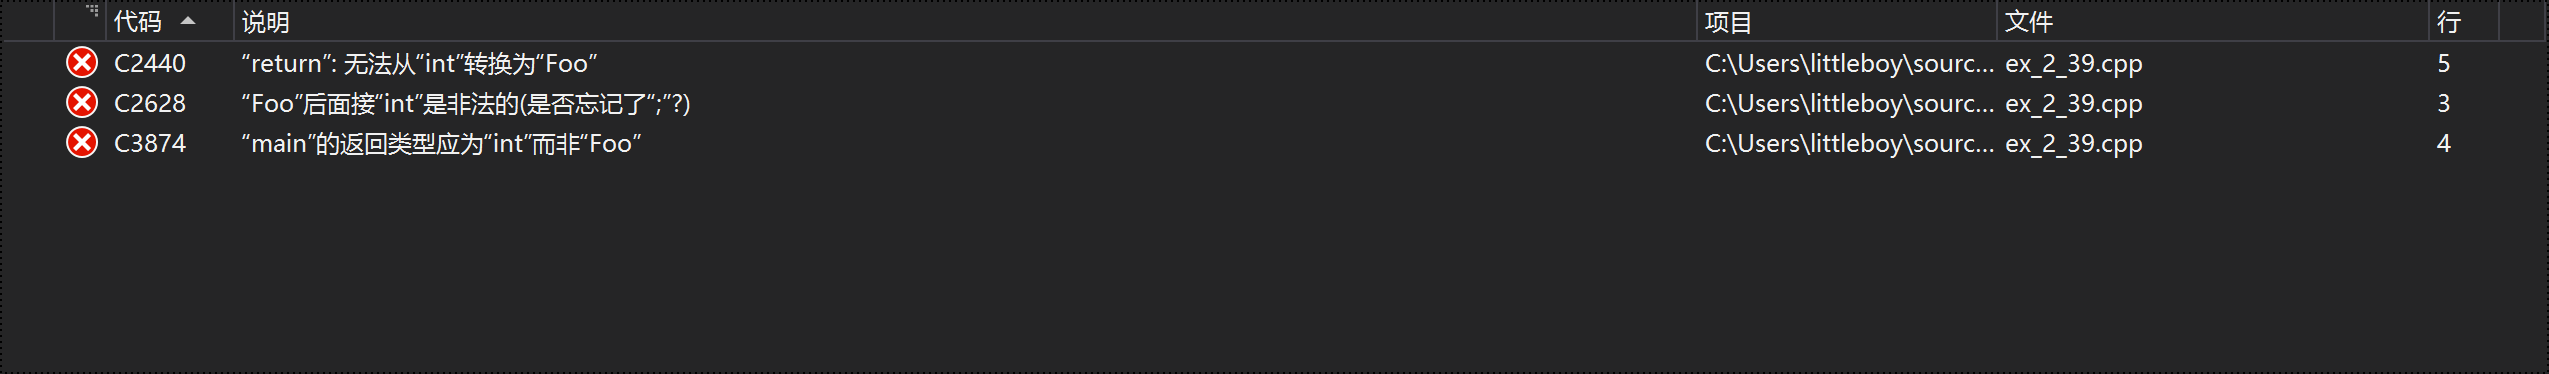 代码 说明 项目 文件 行
C2440 “return”: 无法从“int”转换为“Foo” C:\Users\littleboy\sourc... ex_2_39.cpp 5
C2628 “Foo”后面接“int”是非法的(是否忘记了“;”?) C:\Users\littleboy\sourc... ex_2_39.cpp 3
C3874 “main”的返回类型应为“int”而非“Foo” C:\Users\littleboy\sourc... ex_2_39.cpp 4